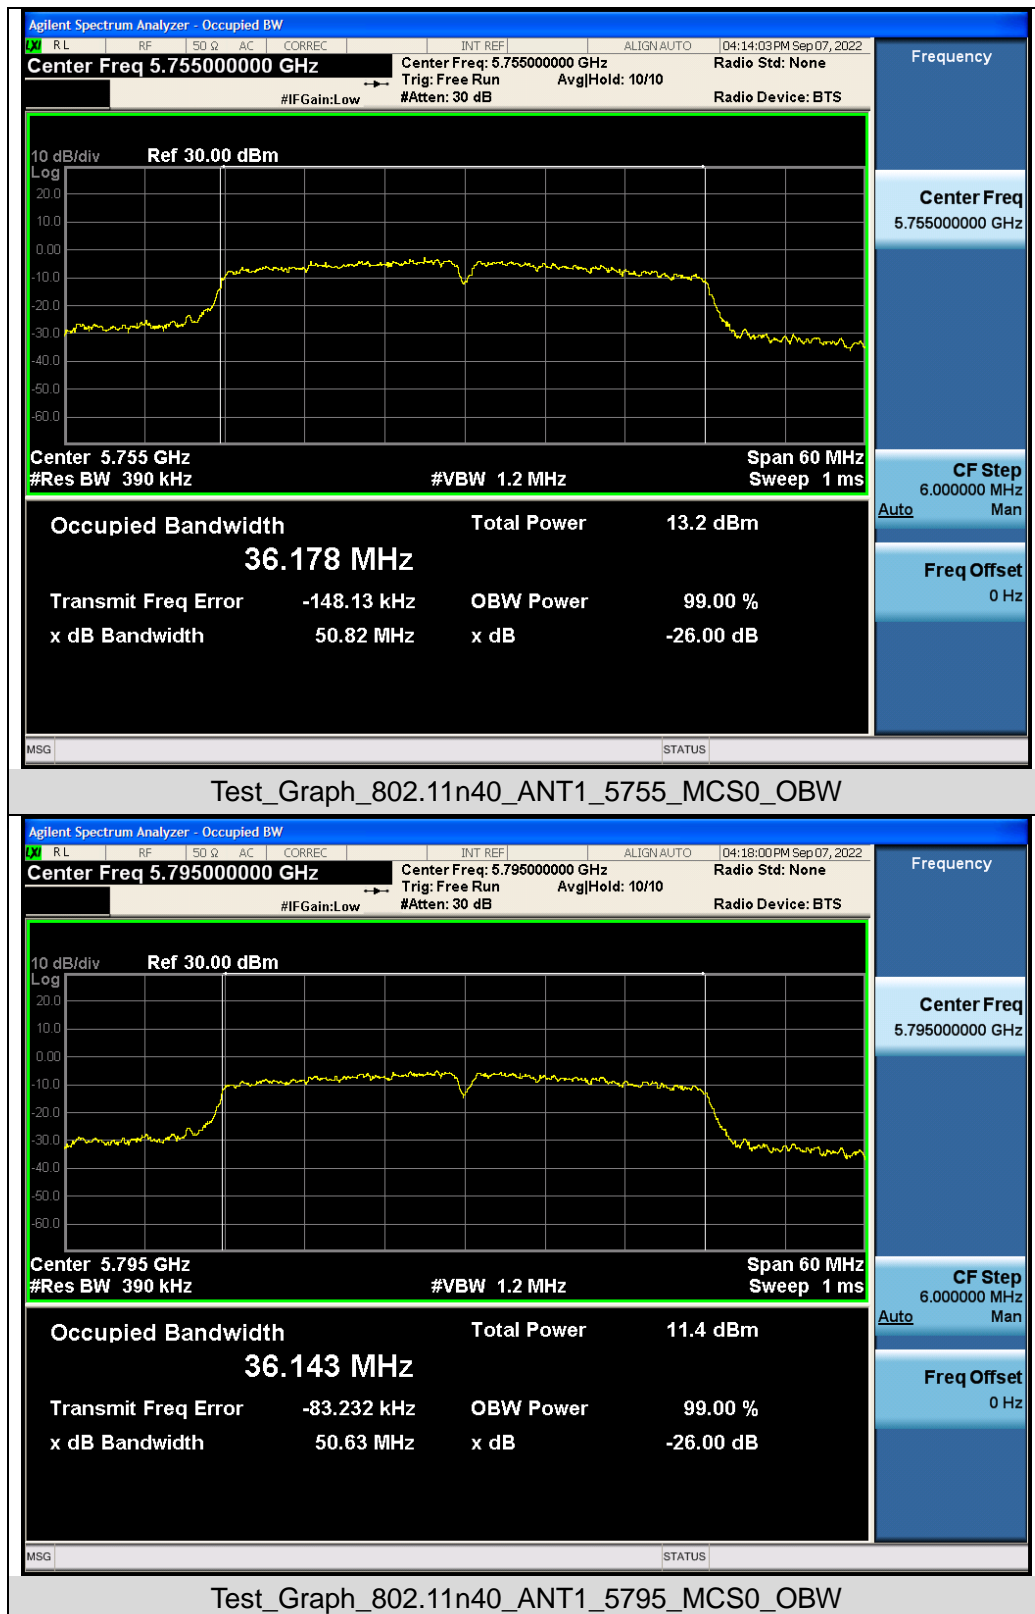 Agilent Spectrum Analyzer - Occupied BW
LXI RL RF 50 Ω AC CORREC INT REF ALIGN AUTO 04:14:03 PM Sep 07, 2022
Center Freq 5.755000000 GHz Center Freq: 5.755000000 GHz Radio Std: None
Trig: Free Run Avg|Hold: 10/10
#IFGain:Low #Atten: 30 dB Radio Device: BTS
Frequency
10 dB/div Ref 30.00 dBm
Log
20.0
10.0
0.00
-10.0
-20.0
-30.0
-40.0
-50.0
-60.0
Center 5.755 GHz Span 60 MHz
#Res BW 390 kHz #VBW 1.2 MHz Sweep 1 ms
Center Freq
5.755000000 GHz
CF Step
6.000000 MHz
Auto Man
Freq Offset
0 Hz
Occupied Bandwidth Total Power 13.2 dBm
36.178 MHz
Transmit Freq Error -148.13 kHz OBW Power 99.00 %
x dB Bandwidth 50.82 MHz x dB -26.00 dB
MSG STATUS
Test_Graph_802.11n40_ANT1_5755_MCS0_OBW
Agilent Spectrum Analyzer - Occupied BW
LXI RL RF 50 Ω AC CORREC INT REF ALIGN AUTO 04:18:00 PM Sep 07, 2022
Center Freq 5.795000000 GHz Center Freq: 5.795000000 GHz Radio Std: None
Trig: Free Run Avg|Hold: 10/10
#IFGain:Low #Atten: 30 dB Radio Device: BTS
Frequency
10 dB/div Ref 30.00 dBm
Log
20.0
10.0
0.00
-10.0
-20.0
-30.0
-40.0
-50.0
-60.0
Center 5.795 GHz Span 60 MHz
#Res BW 390 kHz #VBW 1.2 MHz Sweep 1 ms
Center Freq
5.795000000 GHz
CF Step
6.000000 MHz
Auto Man
Freq Offset
0 Hz
Occupied Bandwidth Total Power 11.4 dBm
36.143 MHz
Transmit Freq Error -83.232 kHz OBW Power 99.00 %
x dB Bandwidth 50.63 MHz x dB -26.00 dB
MSG STATUS
Test_Graph_802.11n40_ANT1_5795_MCS0_OBW